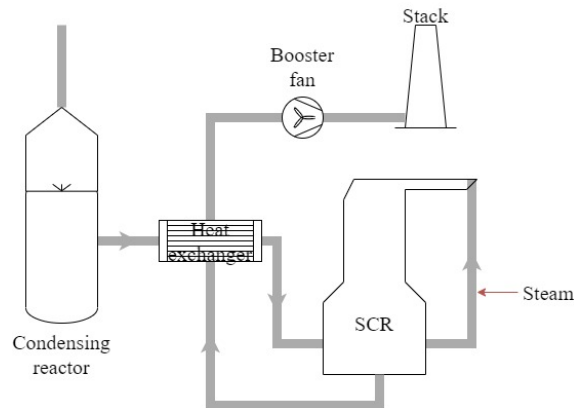 Stack
Booster
fan
Heat
exchanger
Steam
SCR
Condensing
reactor